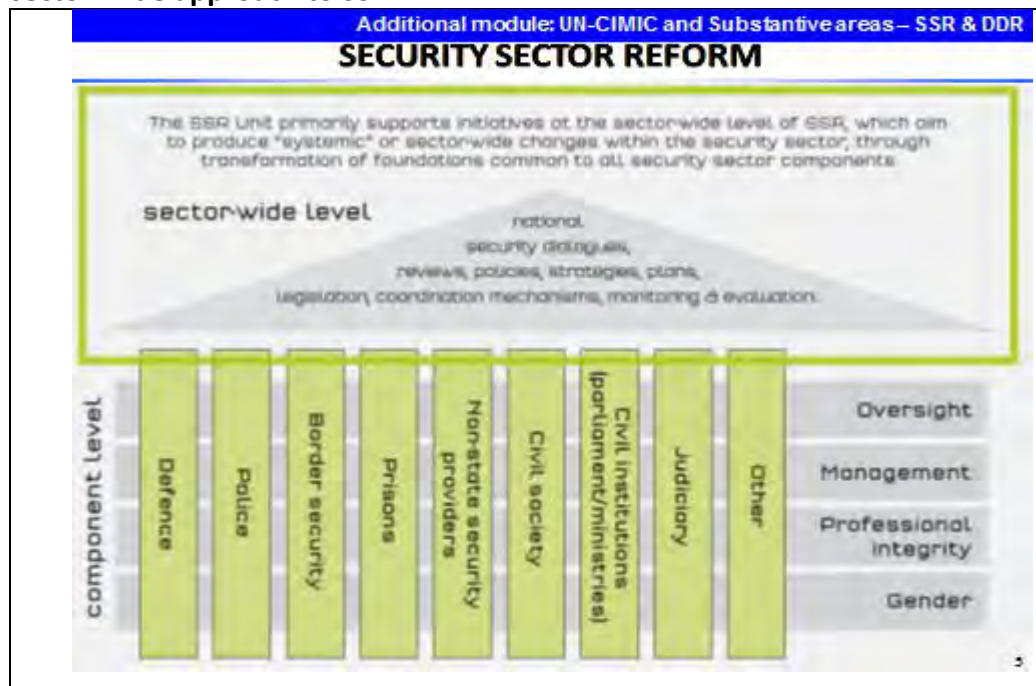 Additional module: UN-CIMIC and Substantive areas – SSR & DDR
SECURITY SECTOR REFORM
The SSR Unit primarily supports initiatives at the sector-wide level of SSR, which aim
to produce "systemic" or sector-wide changes within the security sector, through
transformation of foundations common to all security sector components.
sector-wide level
national
security dialogues,
reviews, policies, strategies, plans,
legislation, coordination mechanisms, monitoring & evaluation.
component level
Defence
Police
Border security
Prisons
Non-state security
providers
Civil society
Civil institutions
(parliament/ministries)
Judiciary
Other
Oversight
Management
Professional
integrity
Gender